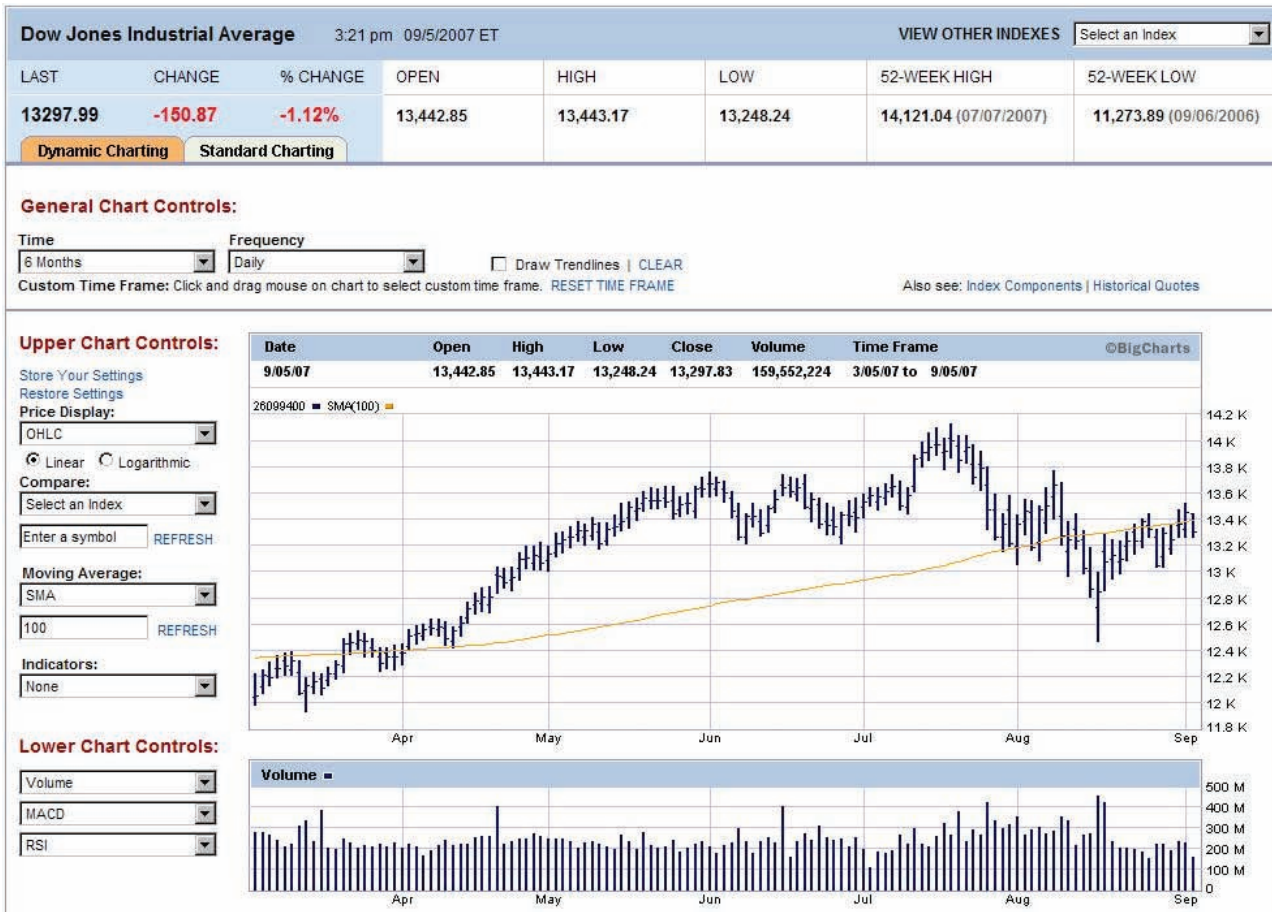 Dow Jones Industrial Average 3:21 pm 09/5/2007 ET VIEW OTHER INDEXES Select an Index
LAST CHANGE % CHANGE OPEN HIGH LOW 52-WEEK HIGH 52-WEEK LOW
13297.99 -150.87 -1.12% 13,442.85 13,443.17 13,248.24 14,121.04 (07/07/2007) 11,273.89 (09/06/2006)
Dynamic Charting Standard Charting
General Chart Controls:
Time Frequency
6 Months Daily Draw Trendlines | CLEAR
Custom Time Frame: Click and drag mouse on chart to select custom time frame. RESET TIME FRAME Also see: Index Components | Historical Quotes
Upper Chart Controls:
Store Your Settings
Restore Settings
Price Display:
OHLC
Linear Logarithmic
Compare:
Select an Index
Enter a symbol REFRESH
Moving Average:
SMA
100 REFRESH
Indicators:
None
Lower Chart Controls:
Volume
MACD
RSI
Date Open High Low Close Volume Time Frame ©BigCharts
9/05/07 13,442.85 13,443.17 13,248.24 13,297.83 159,552,224 3/05/07 to 9/05/07
26099400 SMA(100)
14.2 K
14 K
13.8 K
13.6 K
13.4 K
13.2 K
13 K
12.8 K
12.6 K
12.4 K
12.2 K
12 K
11.8 K
Apr May Jun Jul Aug Sep
Volume
500 M
400 M
300 M
200 M
100 M
0
Apr May Jun Jul Aug Sep